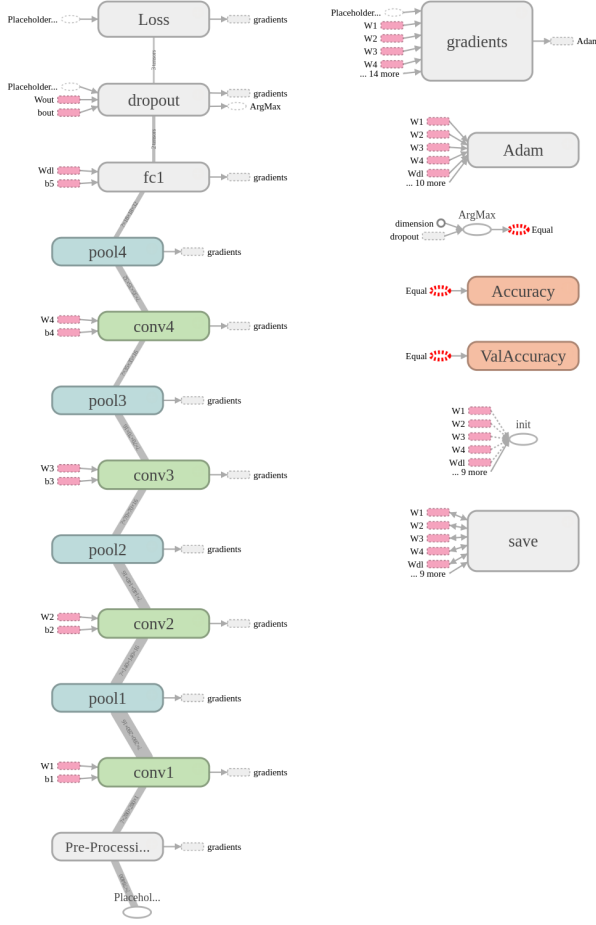 Placeholder...
Loss
gradients
Placeholder...
Wout
bout
dropout
gradients
ArgMax
Wdl
b5
fc1
gradients
pool4
gradients
W4
b4
conv4
gradients
pool3
gradients
W3
b3
conv3
gradients
pool2
gradients
W2
b2
conv2
gradients
pool1
gradients
W1
b1
conv1
gradients
Pre-Processi...
gradients
Placehol...
Placeholder...
W1
W2
W3
W4
... 14 more
gradients
Adam
W1
W2
W3
W4
Wdl
... 10 more
Adam
dimension
dropout
ArgMax
Equal
Equal
Accuracy
Equal
ValAccuracy
W1
W2
W3
W4
Wdl
... 9 more
init
W1
W2
W3
W4
Wdl
... 9 more
save